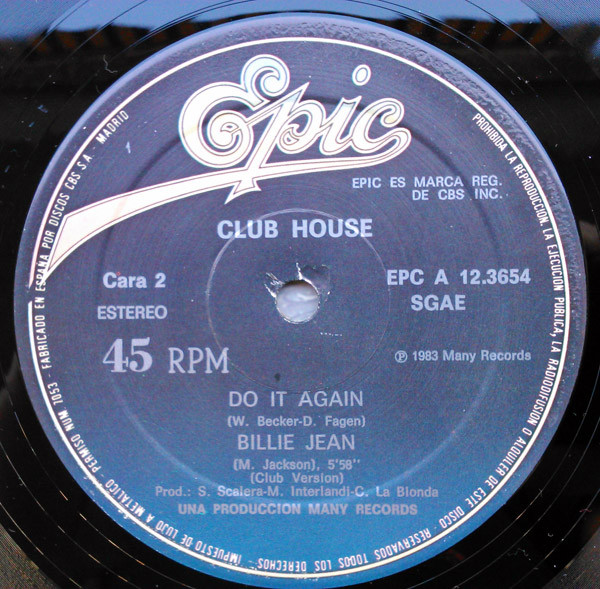 Epic
EPIC ES MARCA REG.
DE CBS INC.
CLUB HOUSE
Cara 2
ESTEREO
EPC A 12.3654
SGAE
45 RPM
℗ 1983 Many Records
DO IT AGAIN
(W. Becker-D. Fagen)
BILLIE JEAN
(M. Jackson), 5'58''
(Club Version)
Prod.: S. Scalera-M. Interlandi-C. La Bionda
UNA PRODUCCION MANY RECORDS
PROHIBIDA LA REPRODUCCION, LA EJECUCION PUBLICA, LA RADIODIFUSION O ALQUILER DE ESTE DISCO - RESERVADOS TODOS LOS DERECHOS - IMPUESTO DE LUJO A METALICO PERMISO NUM 7053 - FABRICADO EN ESPAÑA POR DISCOS CBS S.A. MADRID